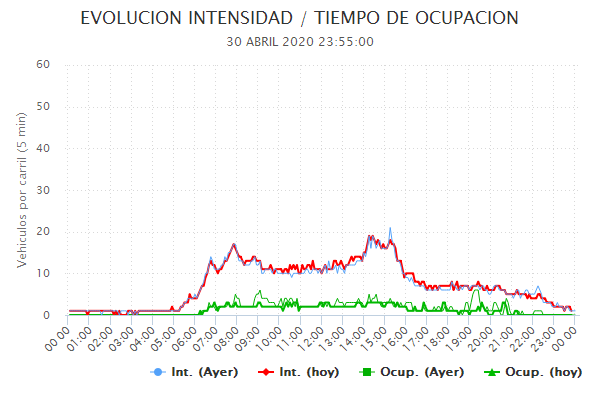 EVOLUCION INTENSIDAD / TIEMPO DE OCUPACION
30 ABRIL 2020 23:55:00
Vehiculos por carril (5 min)
60
50
40
30
20
10
0
00:00 01:00 02:00 03:00 04:00 05:00 06:00 07:00 08:00 09:00 10:00 11:00 12:00 13:00 14:00 15:00 16:00 17:00 18:00 19:00 20:00 21:00 22:00 23:00 00:00
Int. (Ayer) Int. (hoy) Ocup. (Ayer) Ocup. (hoy)